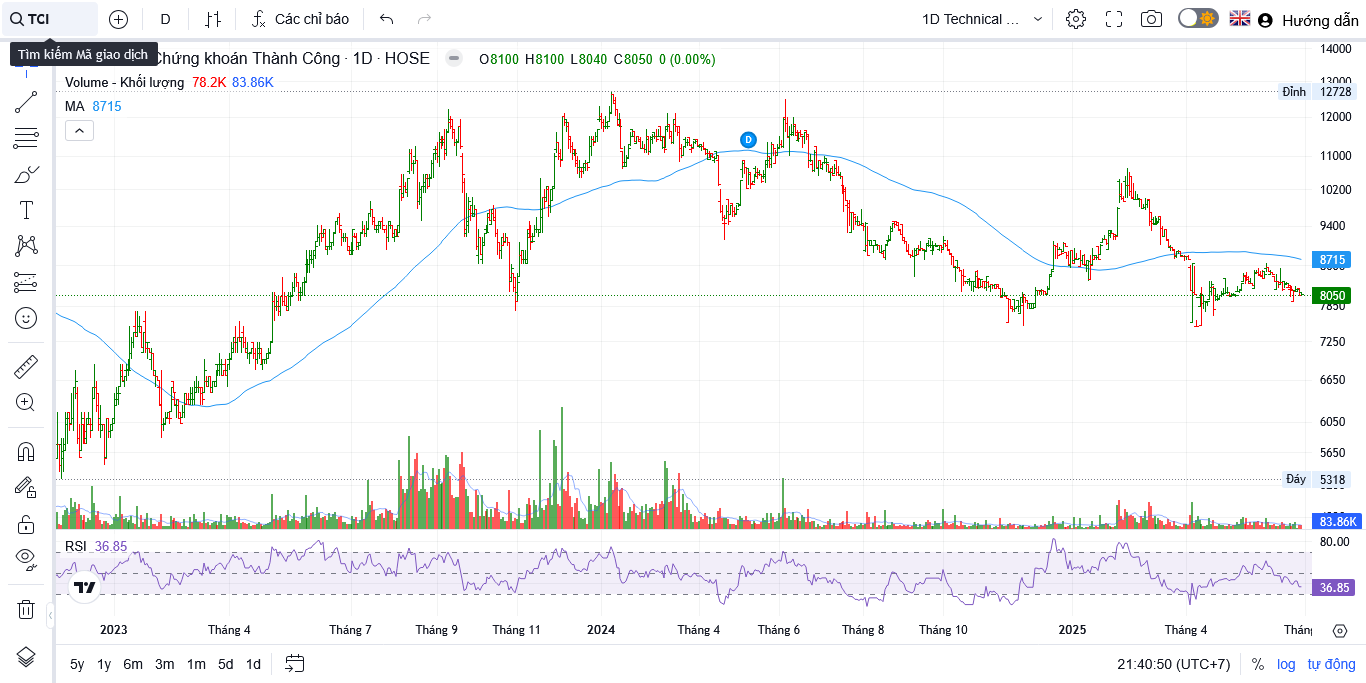 TCI D Các chỉ báo 1D Technical ... Hướng dẫn
Tìm kiếm Mã giao dịch
Chứng khoán Thành Công · 1D · HOSE O8100 H8100 L8040 C8050 0 (0.00%)
Volume - Khối lượng 78.2K 83.86K
MA 8715
14000
13000
Đỉnh 12728
12000
D
11000
10200
9400
8715
8600
8050
7850
7250
6650
6050
5650
Đáy 5318
83.86K
RSI 36.85
80.00
36.85
2023 Tháng 4 Tháng 7 Tháng 9 Tháng 11 2024 Tháng 4 Tháng 6 Tháng 8 Tháng 10 2025 Tháng 4 Thán
5y 1y 6m 3m 1m 5d 1d 21:40:50 (UTC+7) % log tự động